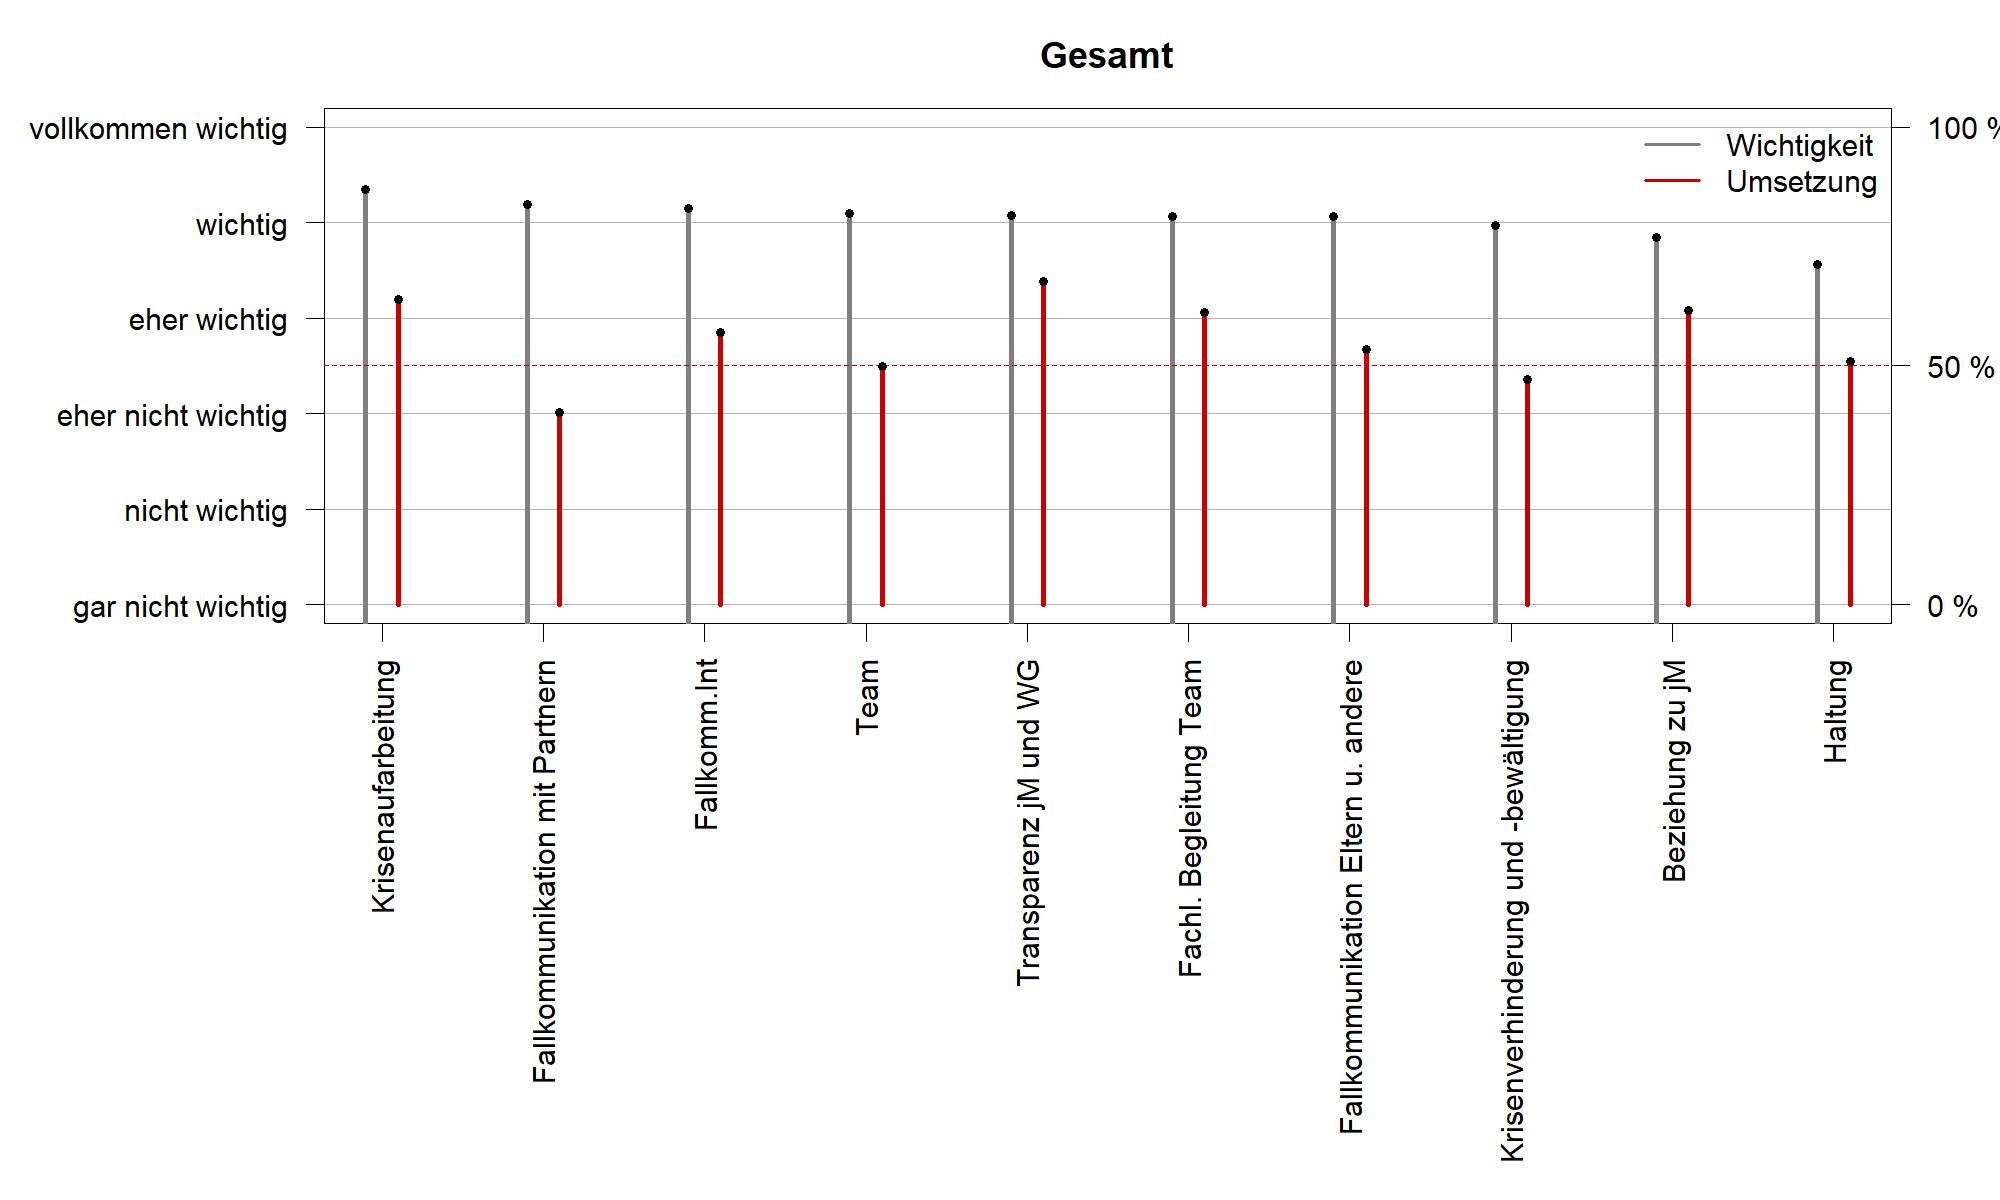 Gesamt
vollkommen wichtig
wichtig
eher wichtig
eher nicht wichtig
nicht wichtig
gar nicht wichtig
Wichtigkeit
Umsetzung
100 %
50 %
0 %
Krisenaufarbeitung
Fallkommunikation mit Partnern
Fallkomm.Int
Team
Transparenz jM und WG
Fachl. Begleitung Team
Fallkommunikation Eltern u. andere
Krisenverhinderung und -bewältigung
Beziehung zu jM
Haltung